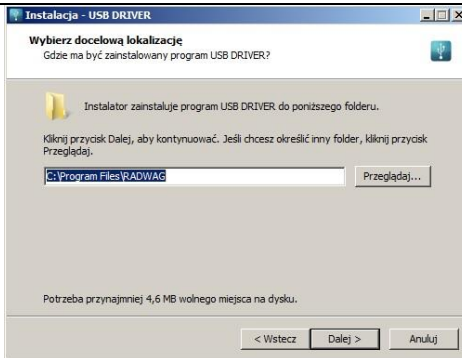 Instalacja - USB DRIVER
Wybierz docelową lokalizację
Gdzie ma być zainstalowany program USB DRIVER?
Instalator zainstaluje program USB DRIVER do poniższego folderu.
Kliknij przycisk Dalej, aby kontynuować. Jeśli chcesz określić inny folder, kliknij przycisk
Przeglądaj.
C:\Program Files\RADWAG
Przeglądaj...
Potrzeba przynajmniej 4,6 MB wolnego miejsca na dysku.
< Wstecz
Dalej >
Anuluj